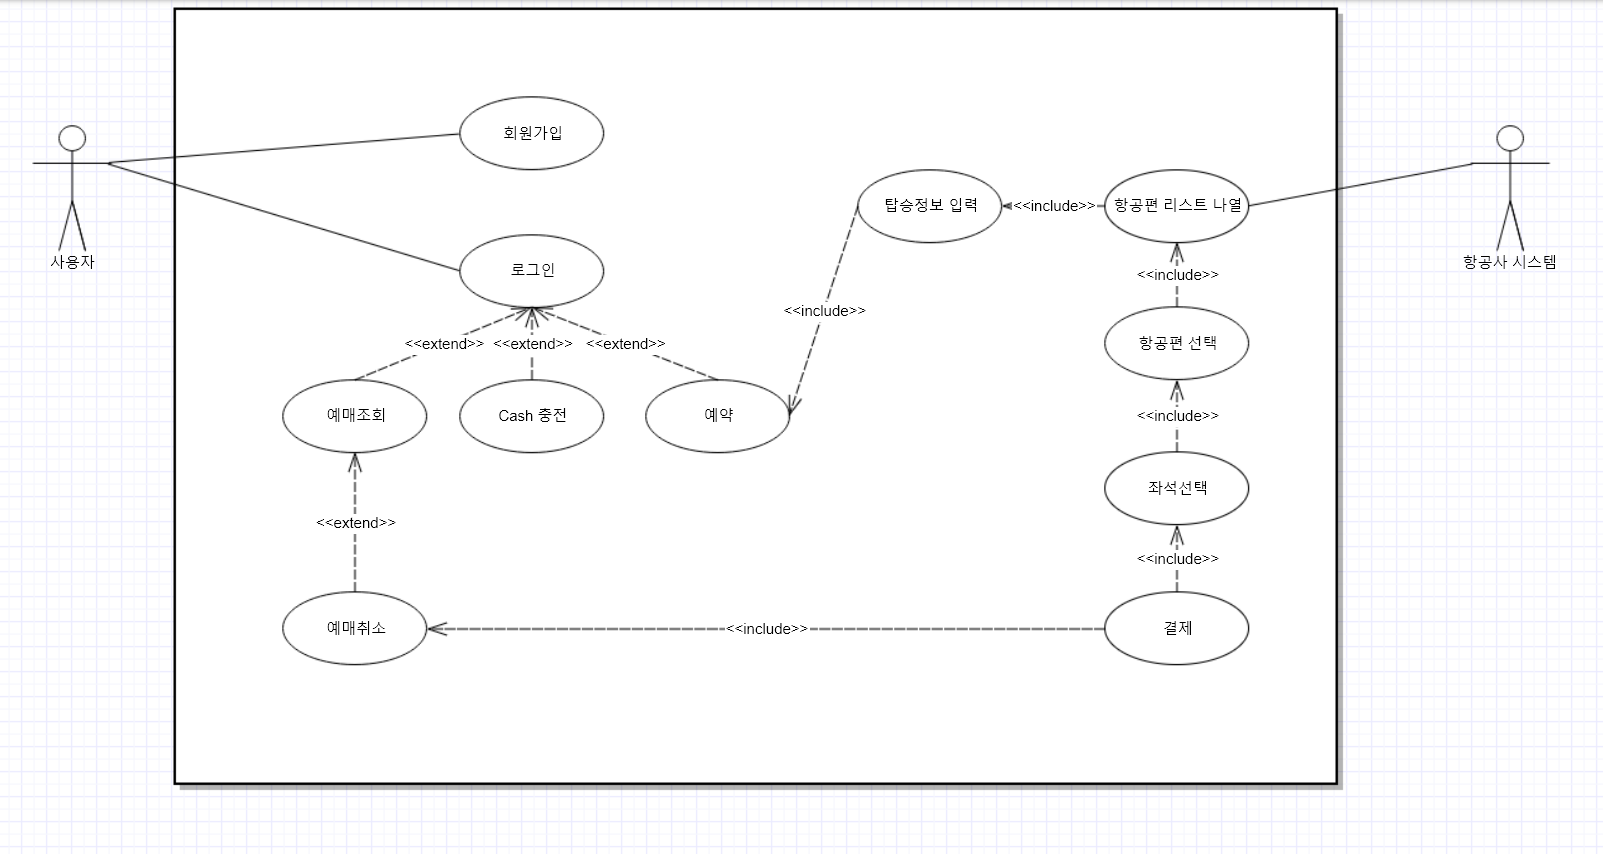 회원가입
탑승정보 입력
<<include>>
항공편 리스트 나열
사용자
항공사 시스템
로그인
<<include>>
<<include>>
<<extend>>
<<extend>>
<<extend>>
항공편 선택
예매조회
Cash 충전
예약
<<include>>
좌석선택
<<extend>>
<<include>>
예매취소
<<include>>
결제